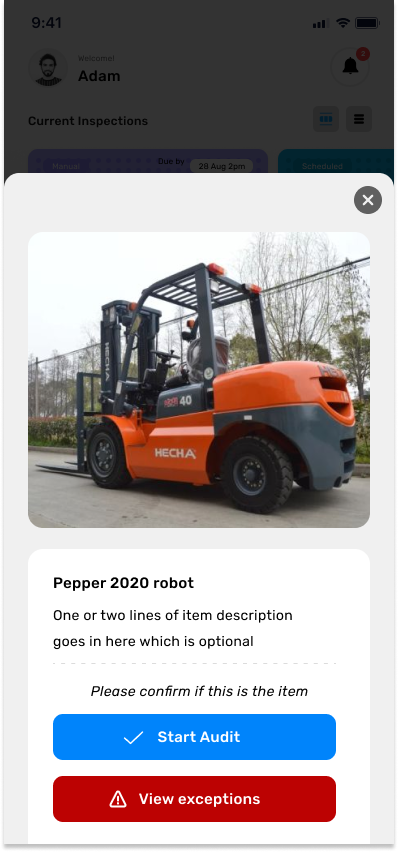 9:41
Welcome!
Adam
2
Current Inspections
Manual
Due by
28 Aug 2pm
Scheduled
HECHA
40
HECHA
Pepper 2020 robot
One or two lines of item description
goes in here which is optional
Please confirm if this is the item
Start Audit
View exceptions